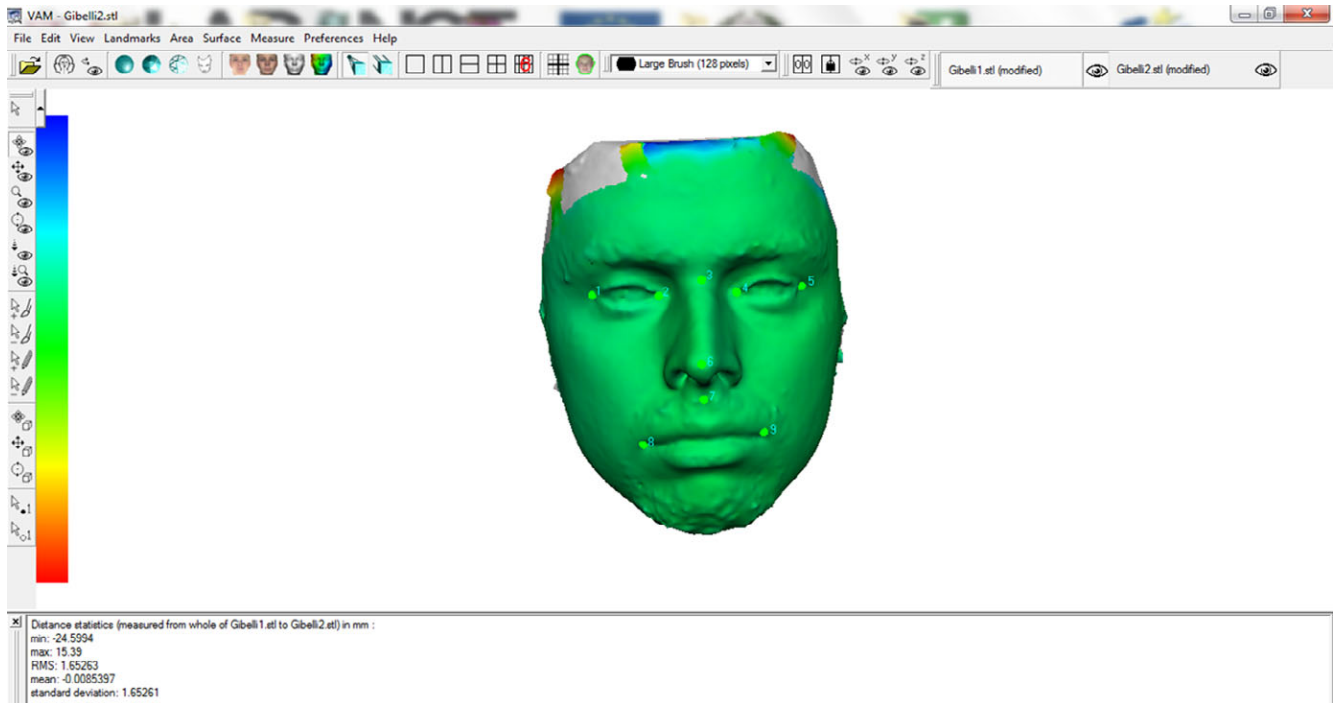 VAM - Gibelli2.stl
File Edit View Landmarks Area Surface Measure Preferences Help
Large Brush (128 pixels)
Gibelli1.stl (modified)
Gibelli2.stl (modified)
x
y
z
1
2
3
4
5
6
7
8
9
1
1
Distance statistics (measured from whole of Gibelli1.stl to Gibelli2.stl) in mm :
min: -24.5994
max: 15.39
RMS: 1.65263
mean: -0.0085397
standard deviation: 1.65261